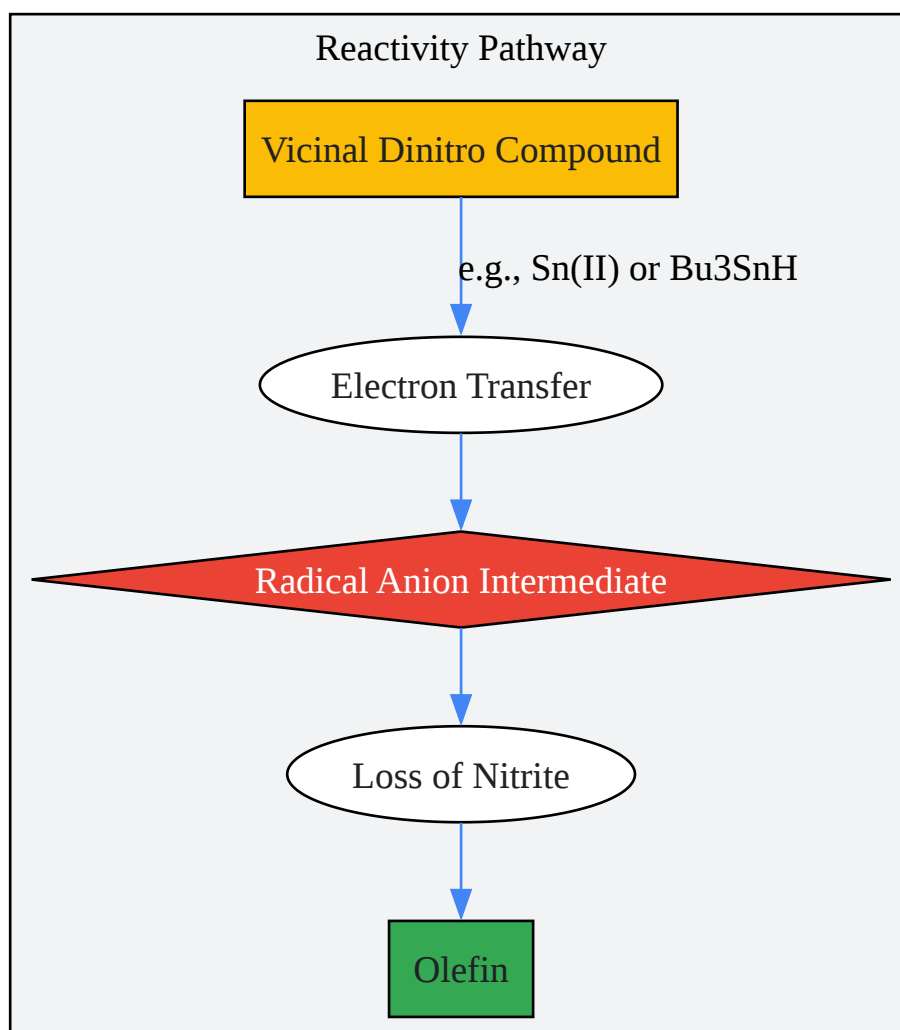 Reactivity Pathway
Vicinal Dinitro Compound
e.g., Sn(II) or Bu3SnH
Electron Transfer
Radical Anion Intermediate
Loss of Nitrite
Olefin